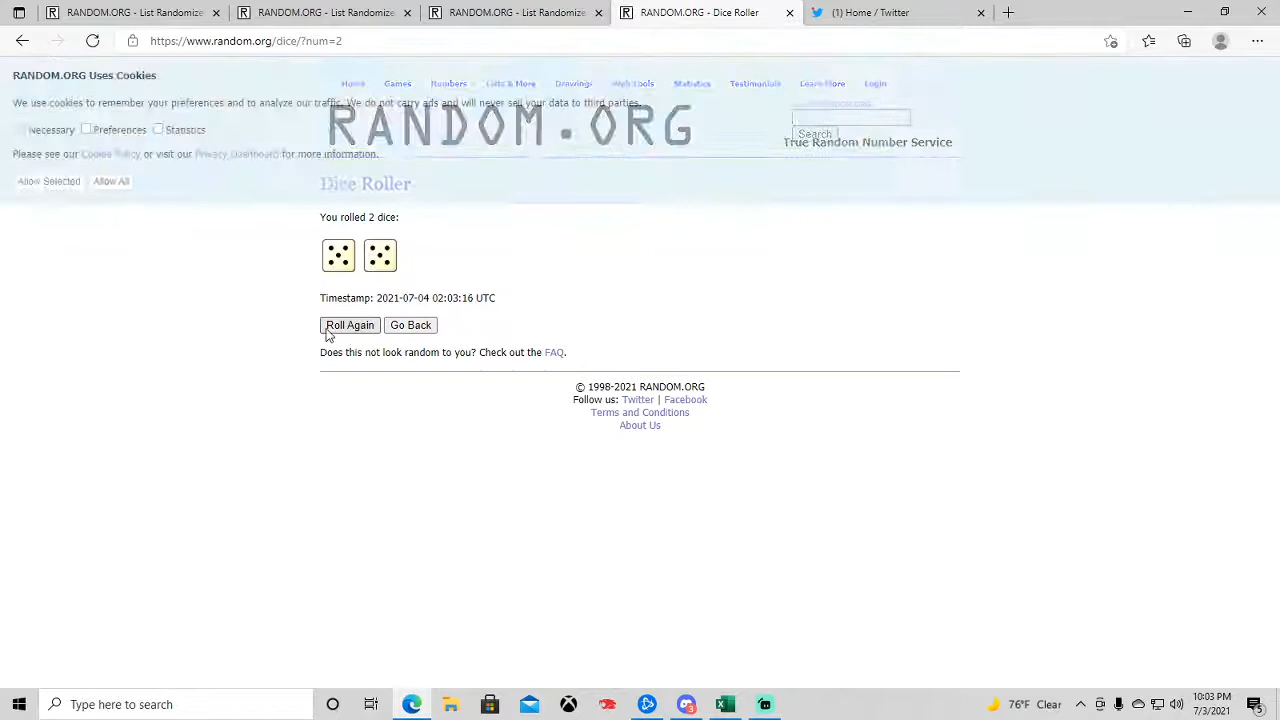 RANDOM.ORG - List Randomize
RANDOM.ORG - List Randomize
RANDOM.ORG - List Randomize
RANDOM.ORG - Dice Roller
(1) Home / Twitter
https://www.random.org/dice/?num=2
RANDOM.ORG Uses Cookies
Home Games Numbers Lists & More Drawings Web Tools Statistics Testimonials Learn More Login
We use cookies to remember your preferences and to analyze our traffic. We do not carry ads and will never sell your data to third parties.
RANDOM.ORG
Necessary Preferences Statistics
Search
True Random Number Service
Please see our Cookie Policy or visit our Privacy Dashboard for more information.
Allow Selected Allow All
Dice Roller
You rolled 2 dice:
Timestamp: 2021-07-04 02:03:16 UTC
Roll Again Go Back
Does this not look random to you? Check out the FAQ.
© 1998-2021 RANDOM.ORG
Follow us: Twitter | Facebook
Terms and Conditions
About Us
Type here to search
3
76°F Clear
10:03 PM
7/3/2021
5